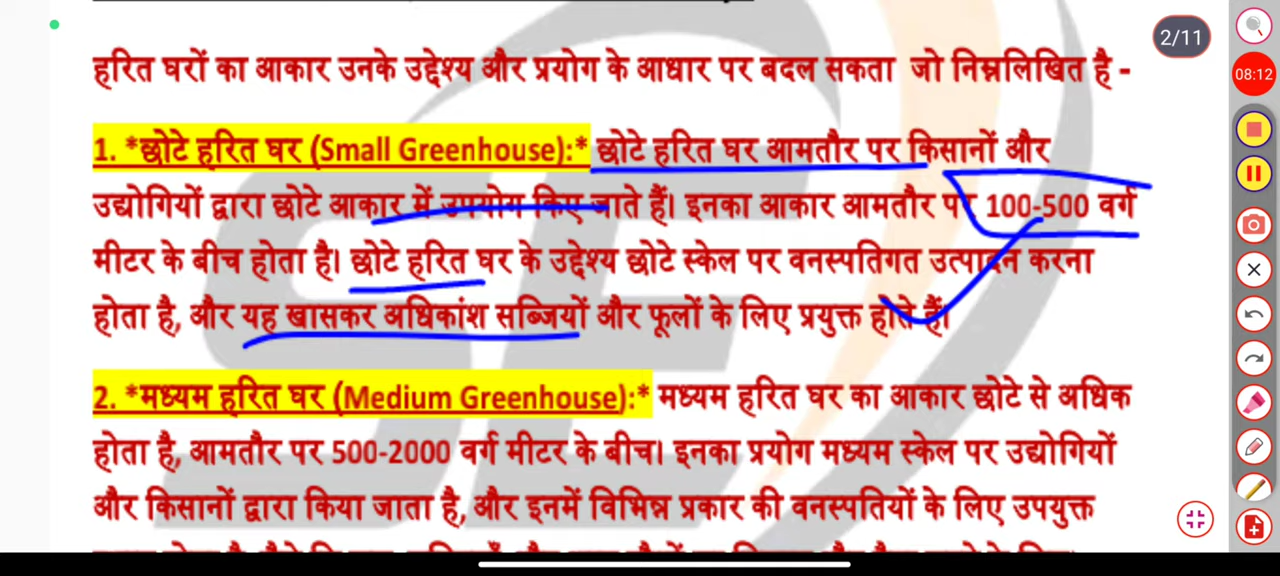 2/11
08:12
हरित घरों का आकार उनके उद्देश्य और प्रयोग के आधार पर बदल सकता जो निम्नलिखित है -
1. *छोटे हरित घर (Small Greenhouse):* छोटे हरित घर आमतौर पर किसानों और
उद्योगियों द्वारा छोटे आकार में उपयोग किए जाते हैं। इनका आकार आमतौर पर 100-500 वर्ग
मीटर के बीच होता है। छोटे हरित घर के उद्देश्य छोटे स्केल पर वनस्पतिगत उत्पादन करना
होता है, और यह खासकर अधिकांश सब्जियों और फूलों के लिए प्रयुक्त होते हैं।
2. *मध्यम हरित घर (Medium Greenhouse):* मध्यम हरित घर का आकार छोटे से अधिक
होता है, आमतौर पर 500-2000 वर्ग मीटर के बीच। इनका प्रयोग मध्यम स्केल पर उद्योगियों
और किसानों द्वारा किया जाता है, और इनमें विभिन्न प्रकार की वनस्पतियों के लिए उपयुक्त